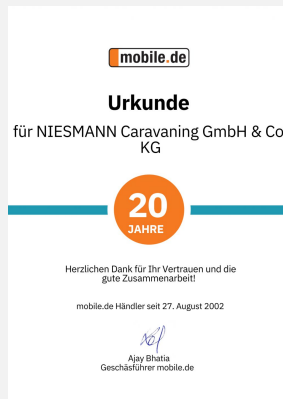 mobile.de
Urkunde
für NIESMANN Caravaning GmbH & Co
KG
20
JAHRE
Herzlichen Dank für Ihr Vertrauen und die
gute Zusammenarbeit!
mobile.de Händler seit 27. August 2002
Ajay Bhatia
Geschäsführer mobile.de